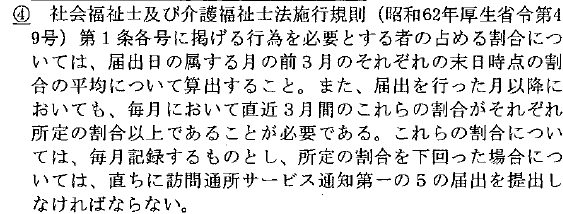 ④ 社会福祉士及び介護福祉士法施行規則（昭和62年厚生省令第4
9号）第１条各号に掲げる行為を必要とする者の占める割合につ
いては、届出日の属する月の前３月のそれぞれの末日時点の割
合の平均について算出すること。また、届出を行った月以降に
おいても、毎月において直近３月間のこれらの割合がそれぞれ
所定の割合以上であることが必要である。これらの割合につい
ては、毎月記録するものとし、所定の割合を下回った場合につ
いては、直ちに訪問通所サービス通知第一の５の届出を提出し
なければならない。